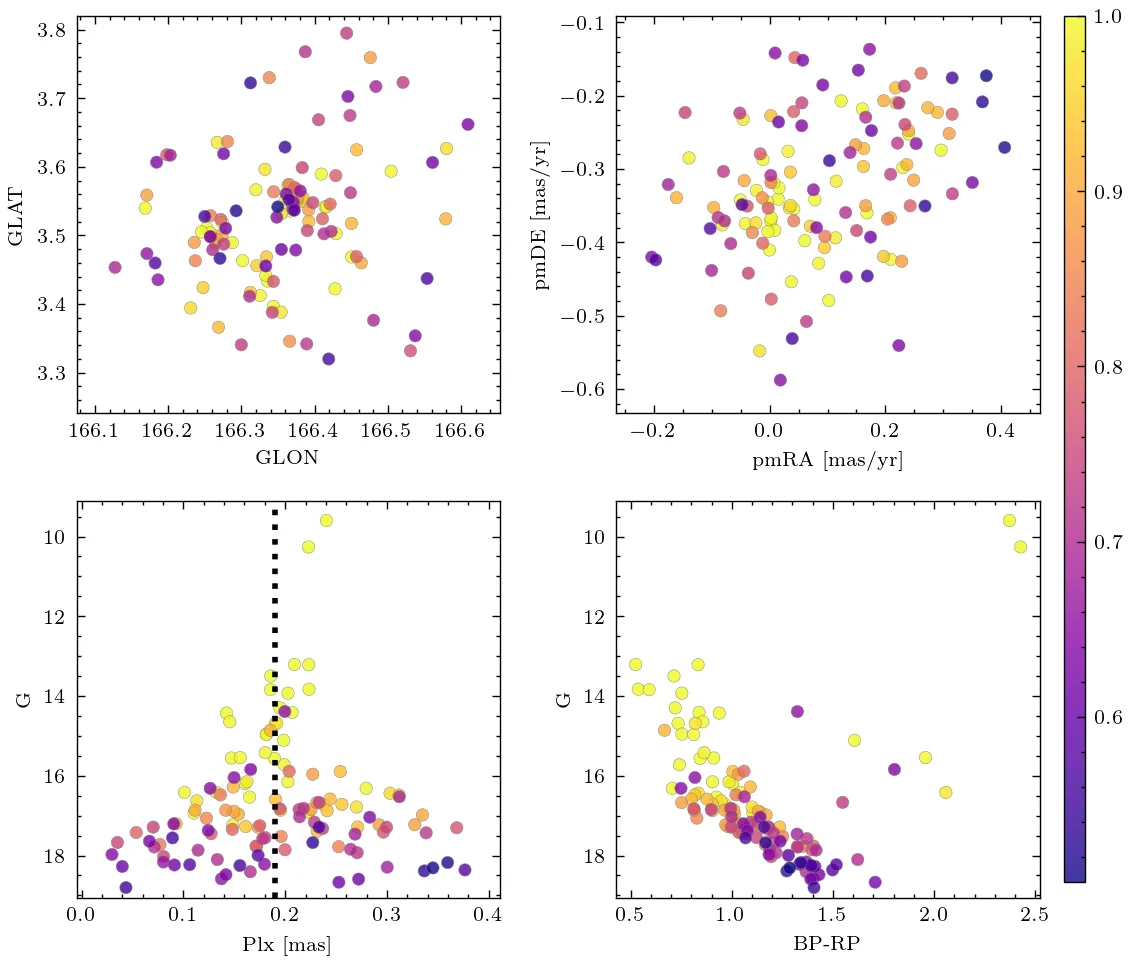 3.8
3.7
3.6
3.5
3.4
3.3
GLAT
166.1 166.2 166.3 166.4 166.5 166.6
GLON
−0.1
−0.2
−0.3
−0.4
−0.5
−0.6
pmDE [mas/yr]
−0.2 0.0 0.2 0.4
pmRA [mas/yr]
1.0
0.9
0.8
0.7
0.6
10
12
14
16
18
G
0.0 0.1 0.2 0.3 0.4
Plx [mas]
10
12
14
16
18
G
0.5 1.0 1.5 2.0 2.5
BP-RP